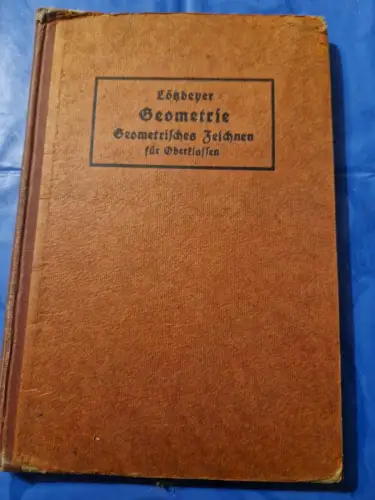 Lötzbeyer
Geometrie
Geometrisches Zeichnen
für Oberklassen